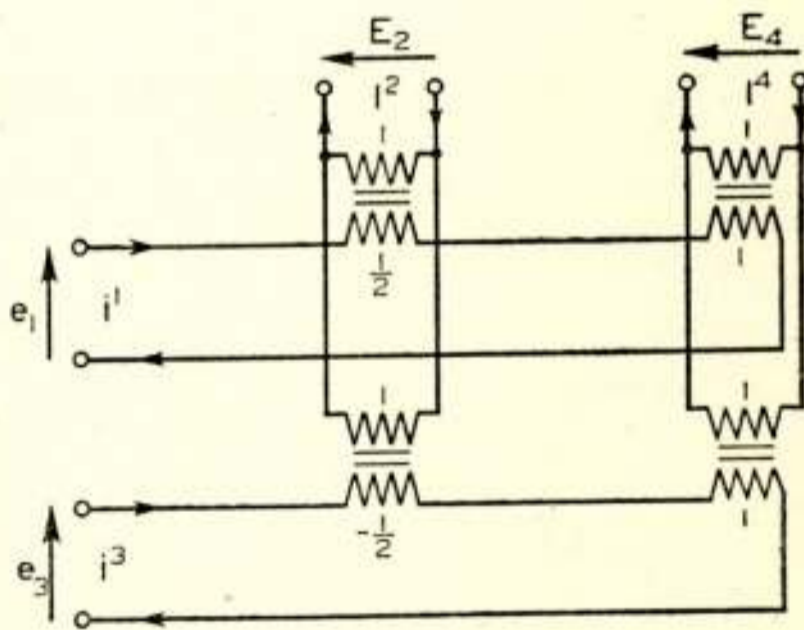 E₂ E₄
I² I⁴
1 1
1/2 1
e₁ i¹
1 1
-1/2 1
e₃ i³